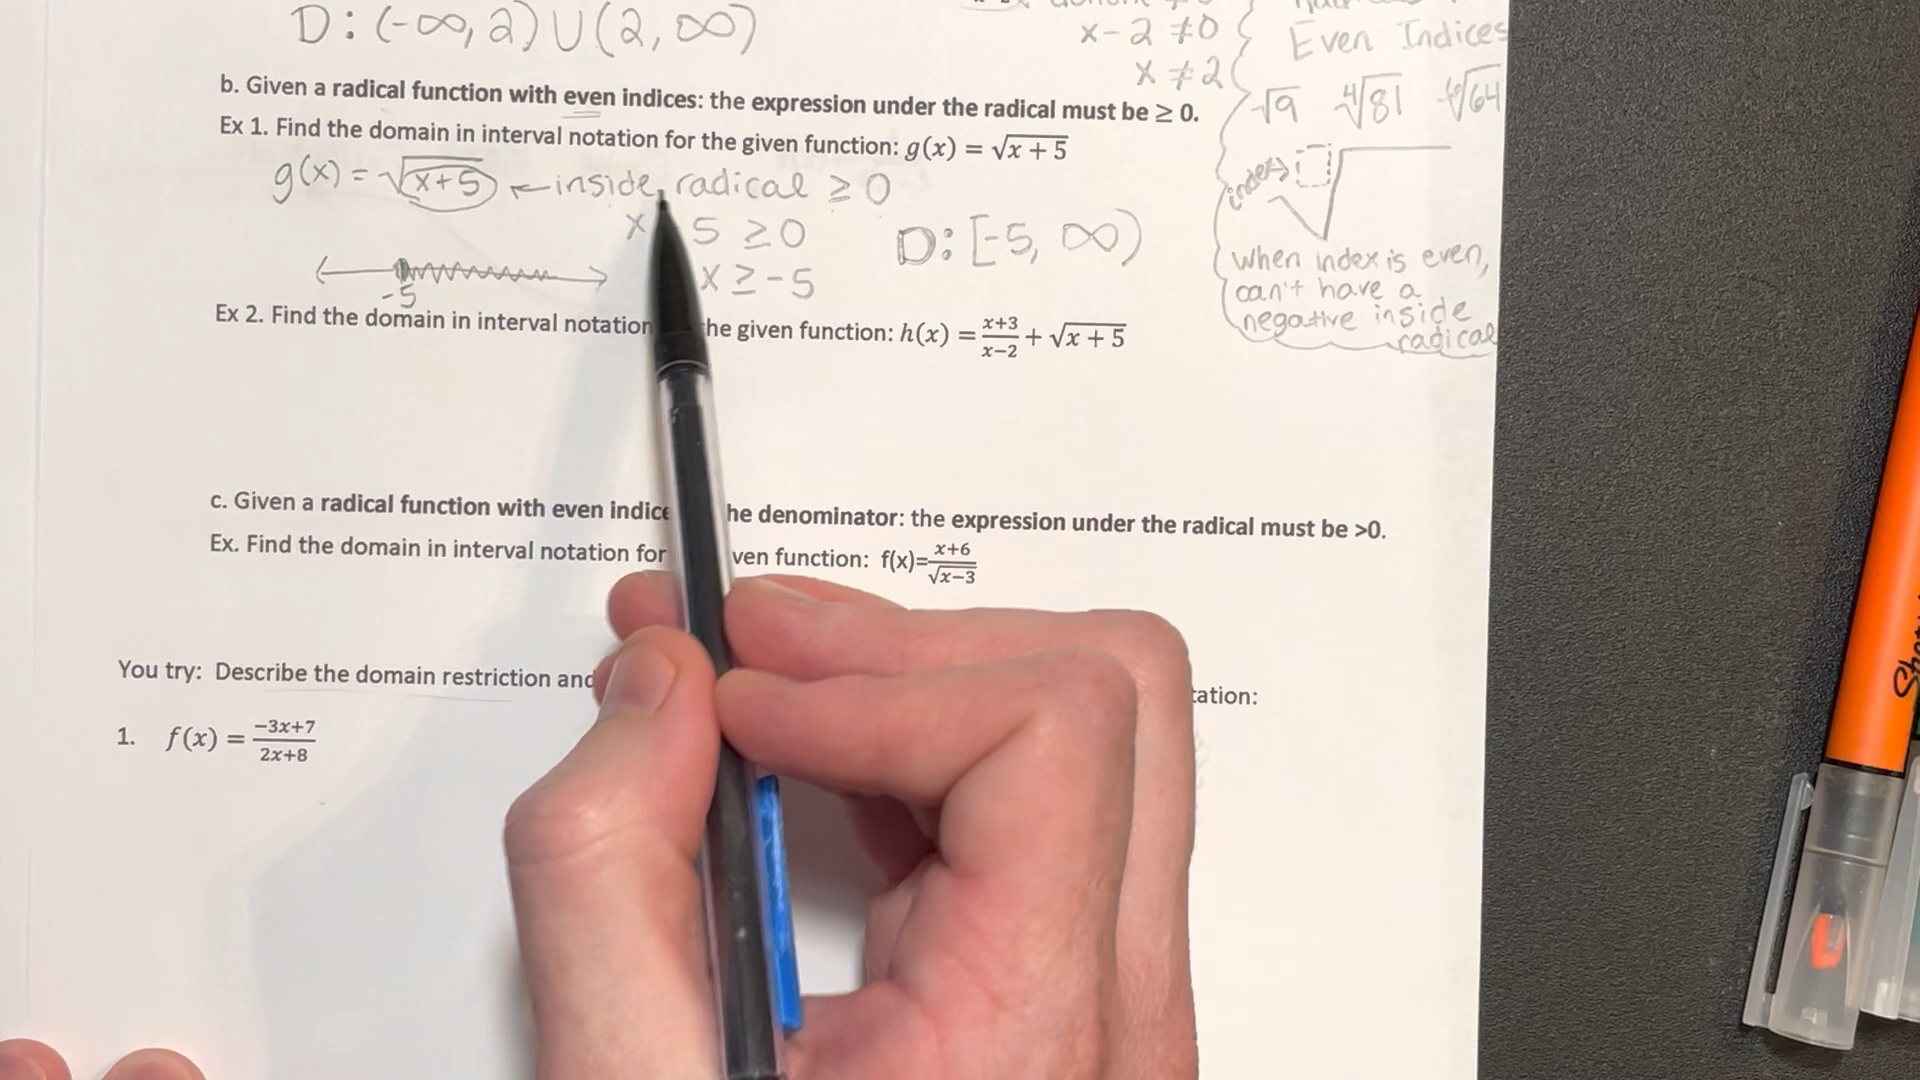 D: (-∞, 2) ∪ (2, ∞)
x - 2 ≠ 0
x ≠ 2
Even Indices
√9 ∜81 ⁶√64
b. Given a radical function with even indices: the expression under the radical must be ≥ 0.
Ex 1. Find the domain in interval notation for the given function: g(x) = √x + 5
g(x) = √x+5 ← inside radical ≥ 0
x 5 ≥ 0
x ≥ -5
D: [-5, ∞)
-5
index→
when index is even,
can't have a
negative inside
radical
Ex 2. Find the domain in interval notation the given function: h(x) = x+3/x−2 + √x + 5
c. Given a radical function with even the denominator: the expression under the radical must be >0.
Ex. Find the domain in interval notation for function: f(x)= x+6/√x−3
You try: Describe the domain restriction and
1. f(x) = −3x+7/2x+8